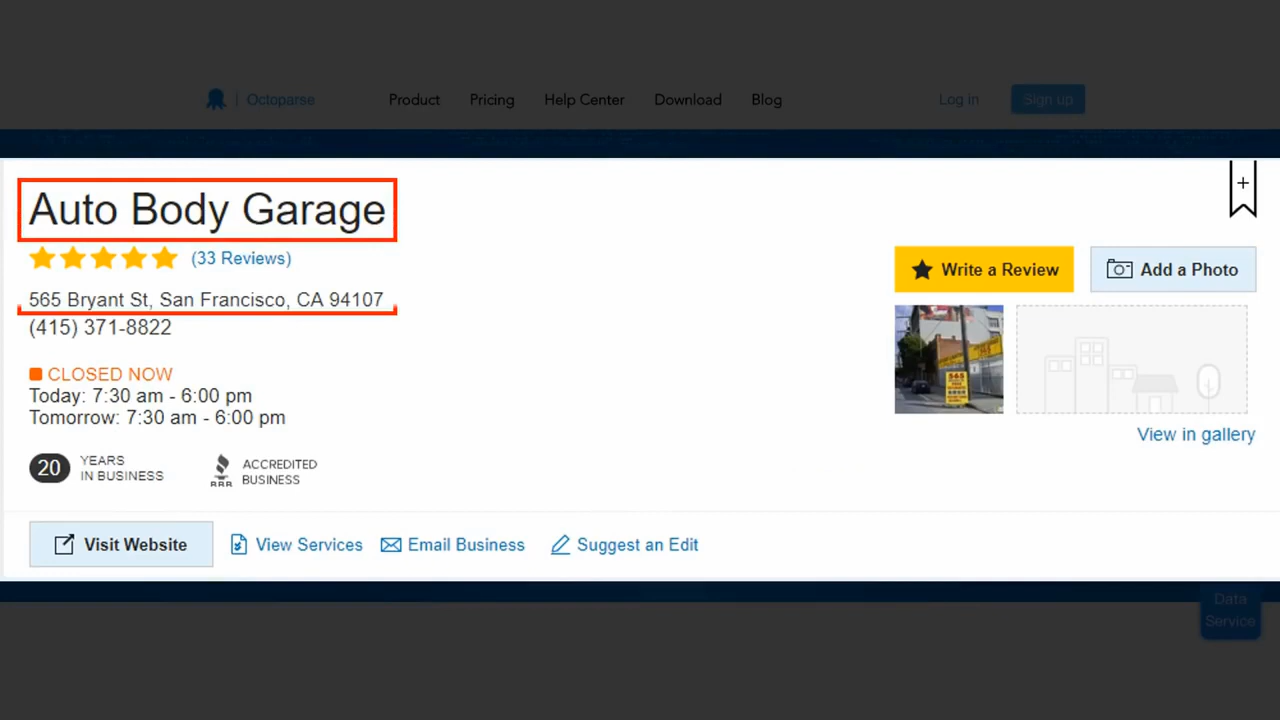 Octoparse
Product
Pricing
Help Center
Download
Blog
Log in
Sign up
Auto Body Garage
(33 Reviews)
565 Bryant St, San Francisco, CA 94107
(415) 371-8822
CLOSED NOW
Today: 7:30 am - 6:00 pm
Tomorrow: 7:30 am - 6:00 pm
20
YEARS
IN BUSINESS
ACCREDITED
BUSINESS
+
Write a Review
Add a Photo
565
View in gallery
Visit Website
View Services
Email Business
Suggest an Edit
Data
Service